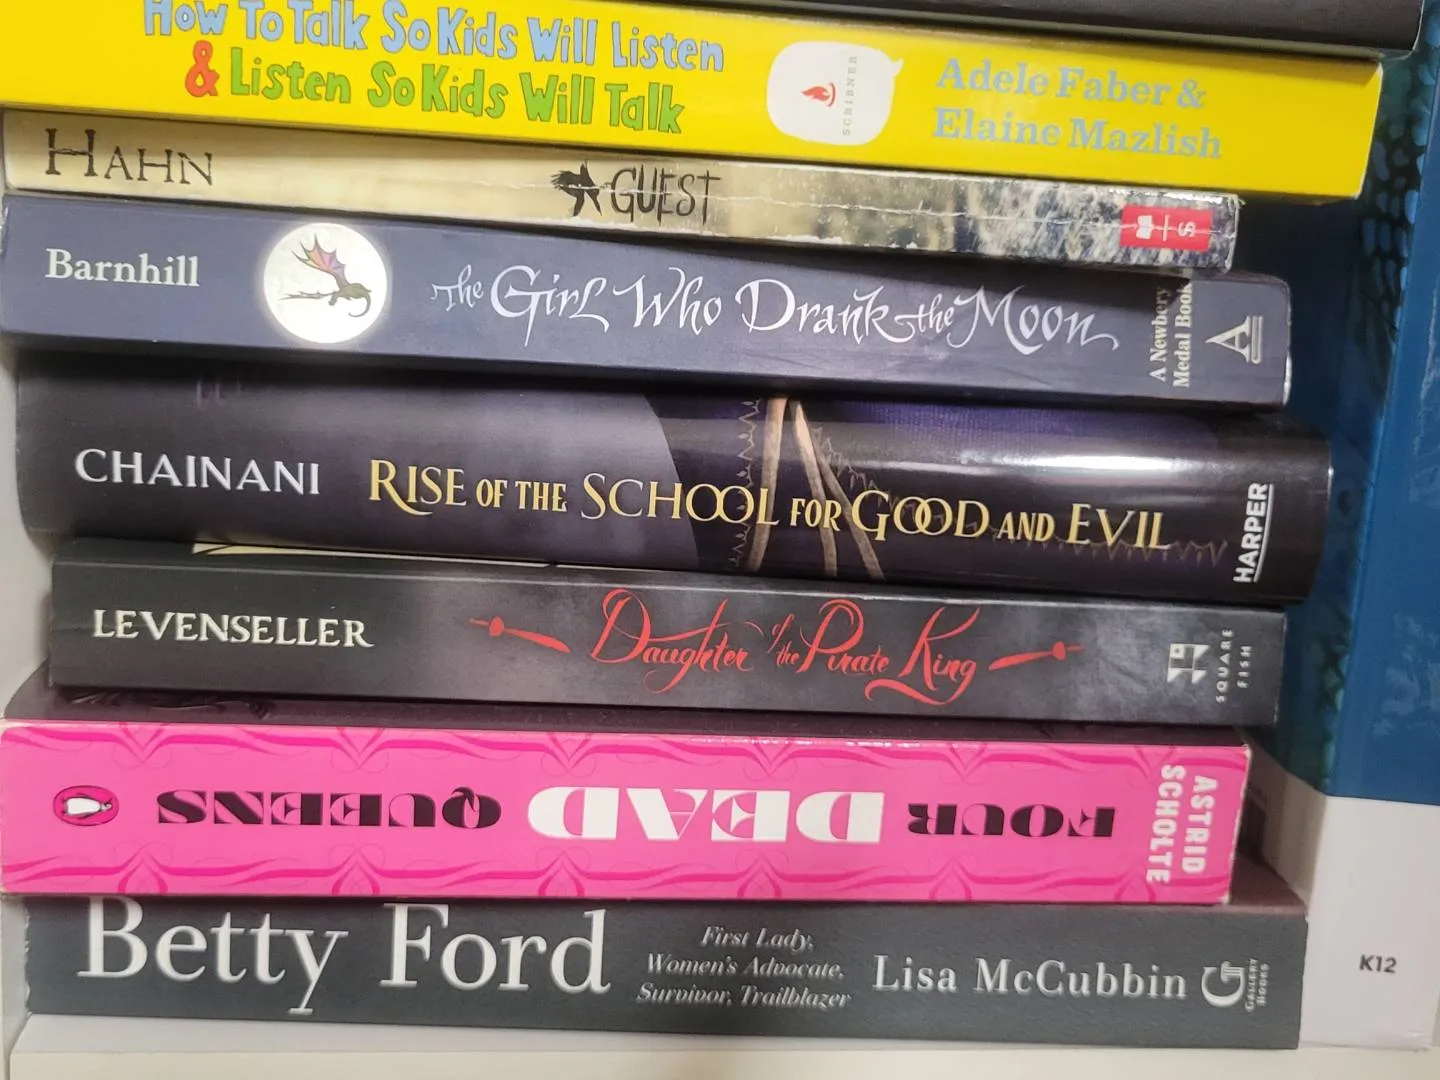 How To Talk So Kids Will Listen
& Listen So Kids Will Talk
SCRIBNER
Adele Faber &
Elaine Mazlish
HAHN
GUEST
S
Barnhill
The Girl Who Drank the Moon
A Newbery
Medal Book
A
CHAINANI
RISE OF THE SCHOOL FOR GOOD AND EVIL
HARPER
LEVENSELLER
Daughter of the Pirate King
SQUARE
FISH
FOUR DEAD QUEENS
ASTRID
SCHOLTE
Betty Ford
First Lady,
Women's Advocate,
Survivor, Trailblazer
Lisa McCubbin
G
GALLERY
BOOKS
K12